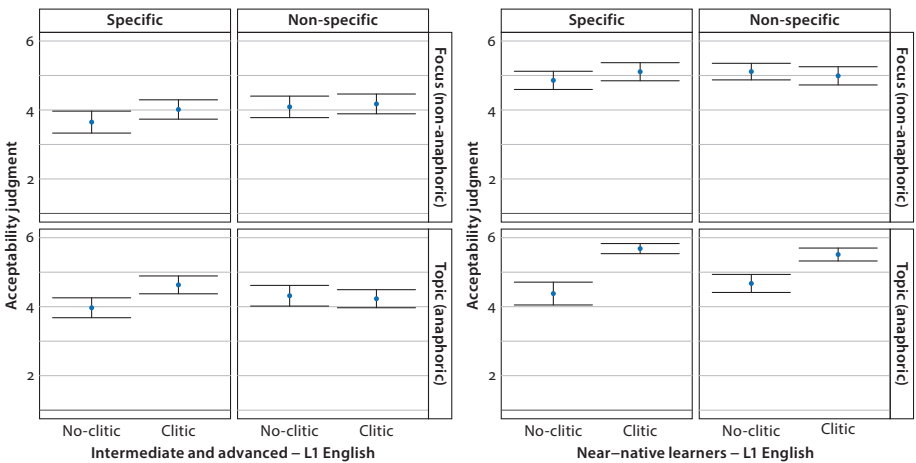 Specific
Non-specific
6
4
2
Focus (non-anaphoric)
6
4
2
Topic (anaphoric)
Acceptability judgment
No-clitic
Clitic
No-clitic
Clitic
Intermediate and advanced – L1 English
Specific
Non-specific
6
4
2
Focus (non-anaphoric)
6
4
2
Topic (anaphoric)
Acceptability judgment
No-clitic
Clitic
No-clitic
Clitic
Near–native learners – L1 English